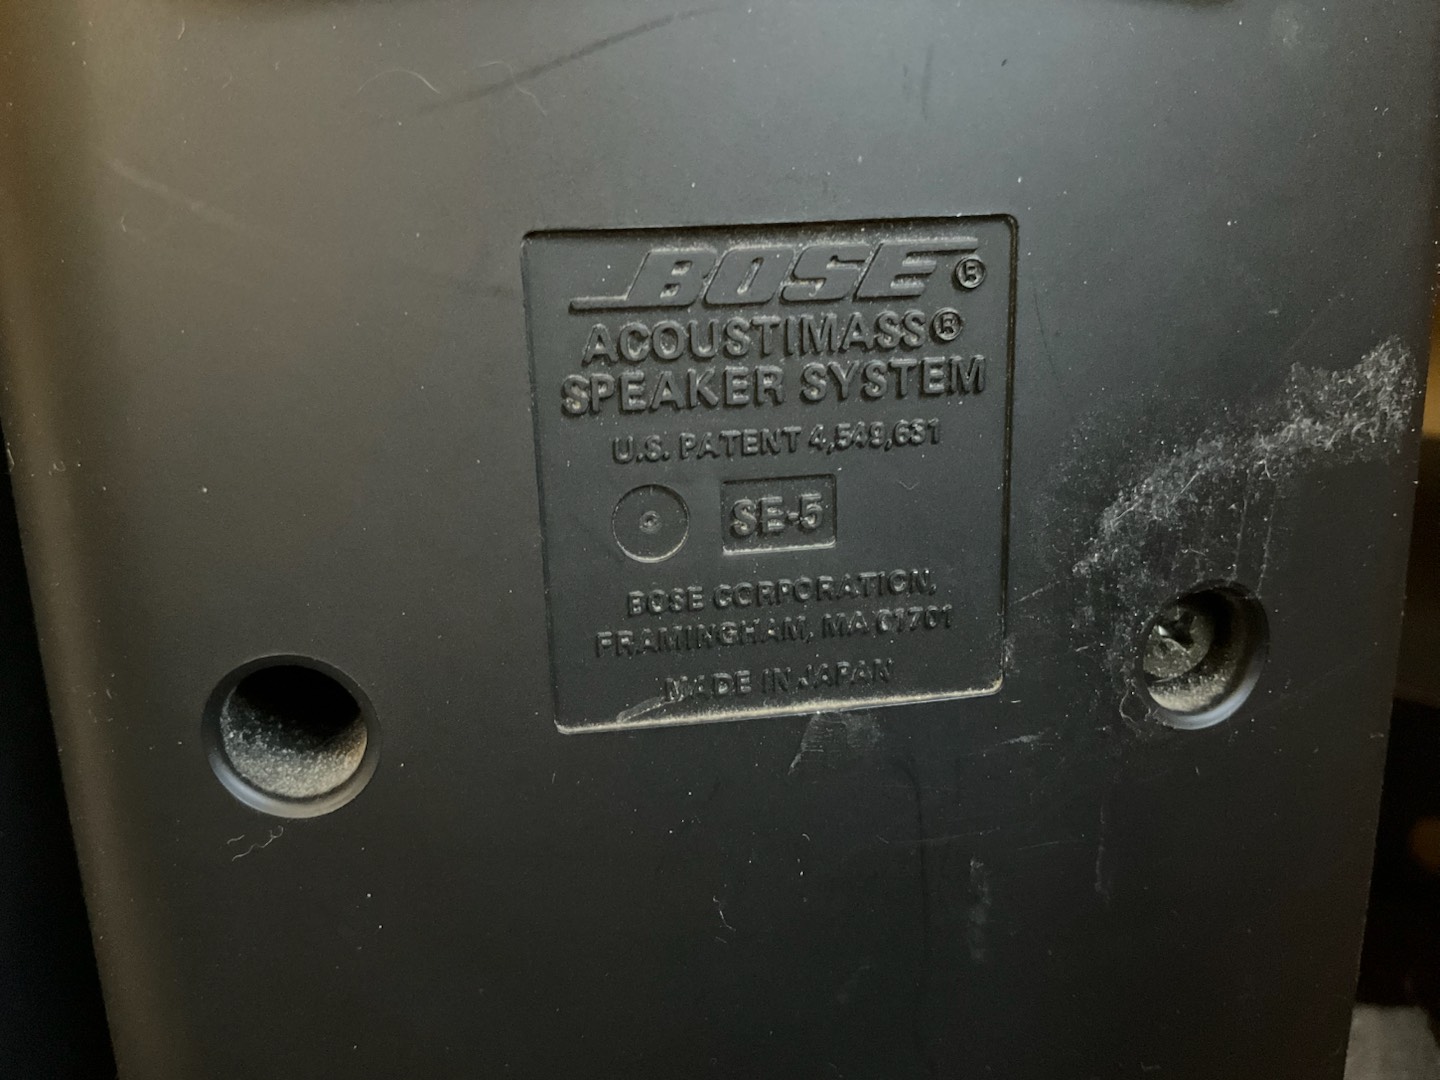 BOSE®
ACOUSTIMASS®
SPEAKER SYSTEM
U.S. PATENT 4,549,631
SE-5
BOSE CORPORATION,
FRAMINGHAM, MA 01701
MADE IN JAPAN